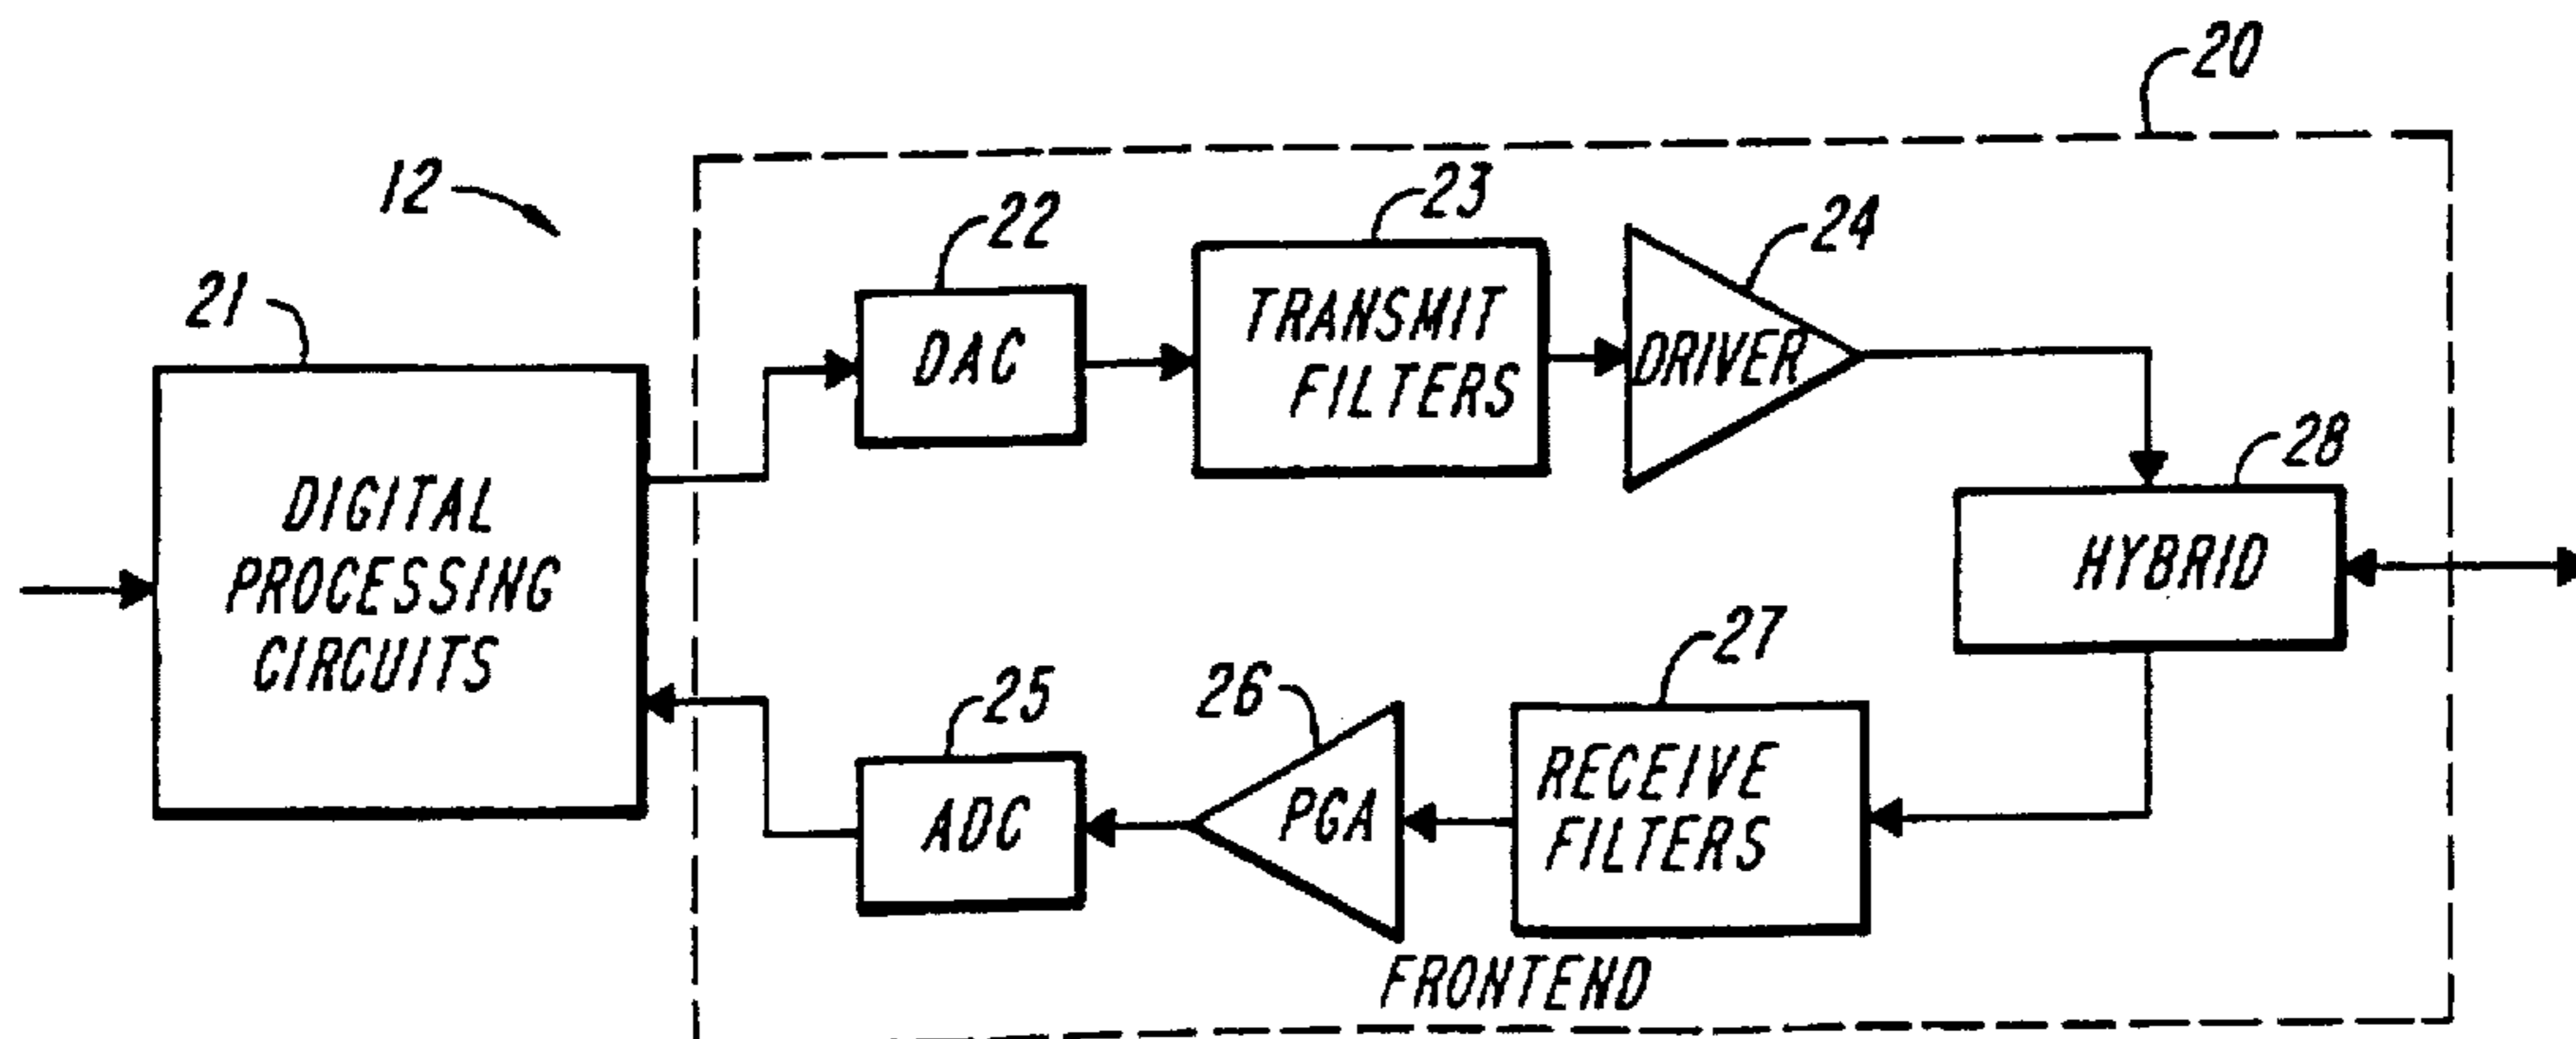 20
12
23
22
24
21
TRANSMIT
FILTERS
DAC
DRIVER
28
DIGITAL
PROCESSING
CIRCUITS
HYBRID
27
26
25
RECEIVE
FILTERS
PGA
ADC
FRONTEND